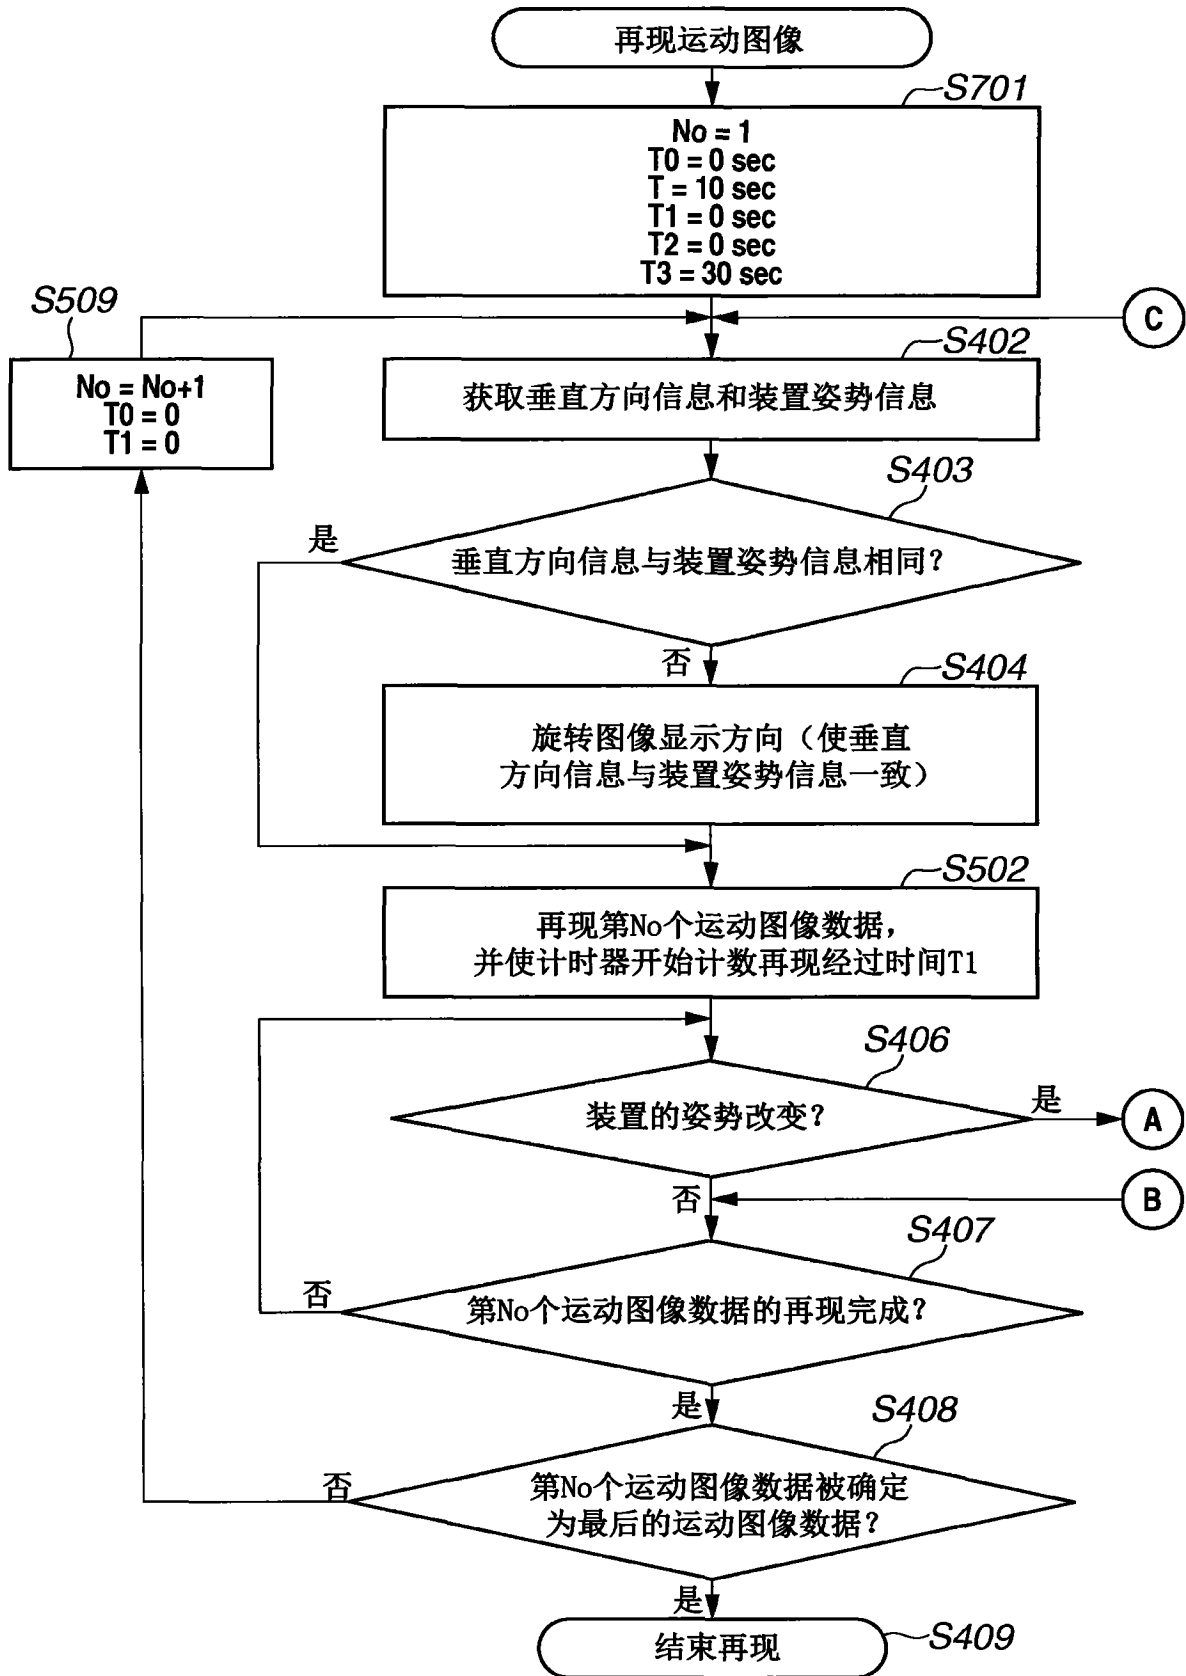 再现运动图像
S701
No = 1
T0 = 0 sec
T = 10 sec
T1 = 0 sec
T2 = 0 sec
T3 = 30 sec
S509
C
No = No+1
T0 = 0
T1 = 0
S402
获取垂直方向信息和装置姿势信息
S403
是
垂直方向信息与装置姿势信息相同?
否
S404
旋转图像显示方向（使垂直
方向信息与装置姿势信息一致）
S502
再现第No个运动图像数据，
并使计时器开始计数再现经过时间T1
S406
装置的姿势改变?
是
A
否
B
S407
否
第No个运动图像数据的再现完成?
是
S408
否
第No个运动图像数据被确定
为最后的运动图像数据?
是
结束再现
S409